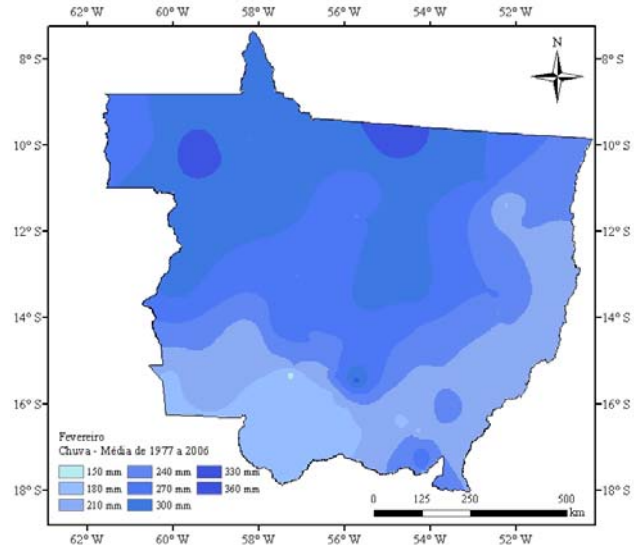 62° W 60° W 58° W 56° W 54° W 52° W
8° S 8° S
N
10° S 10° S
12° S 12° S
14° S 14° S
16° S 16° S
Fevereiro
Chuva - Média de 1977 a 2006
150 mm 240 mm 330 mm
180 mm 270 mm 360 mm
210 mm 300 mm
18° S 18° S
0 125 250 500
km
62° W 60° W 58° W 56° W 54° W 52° W